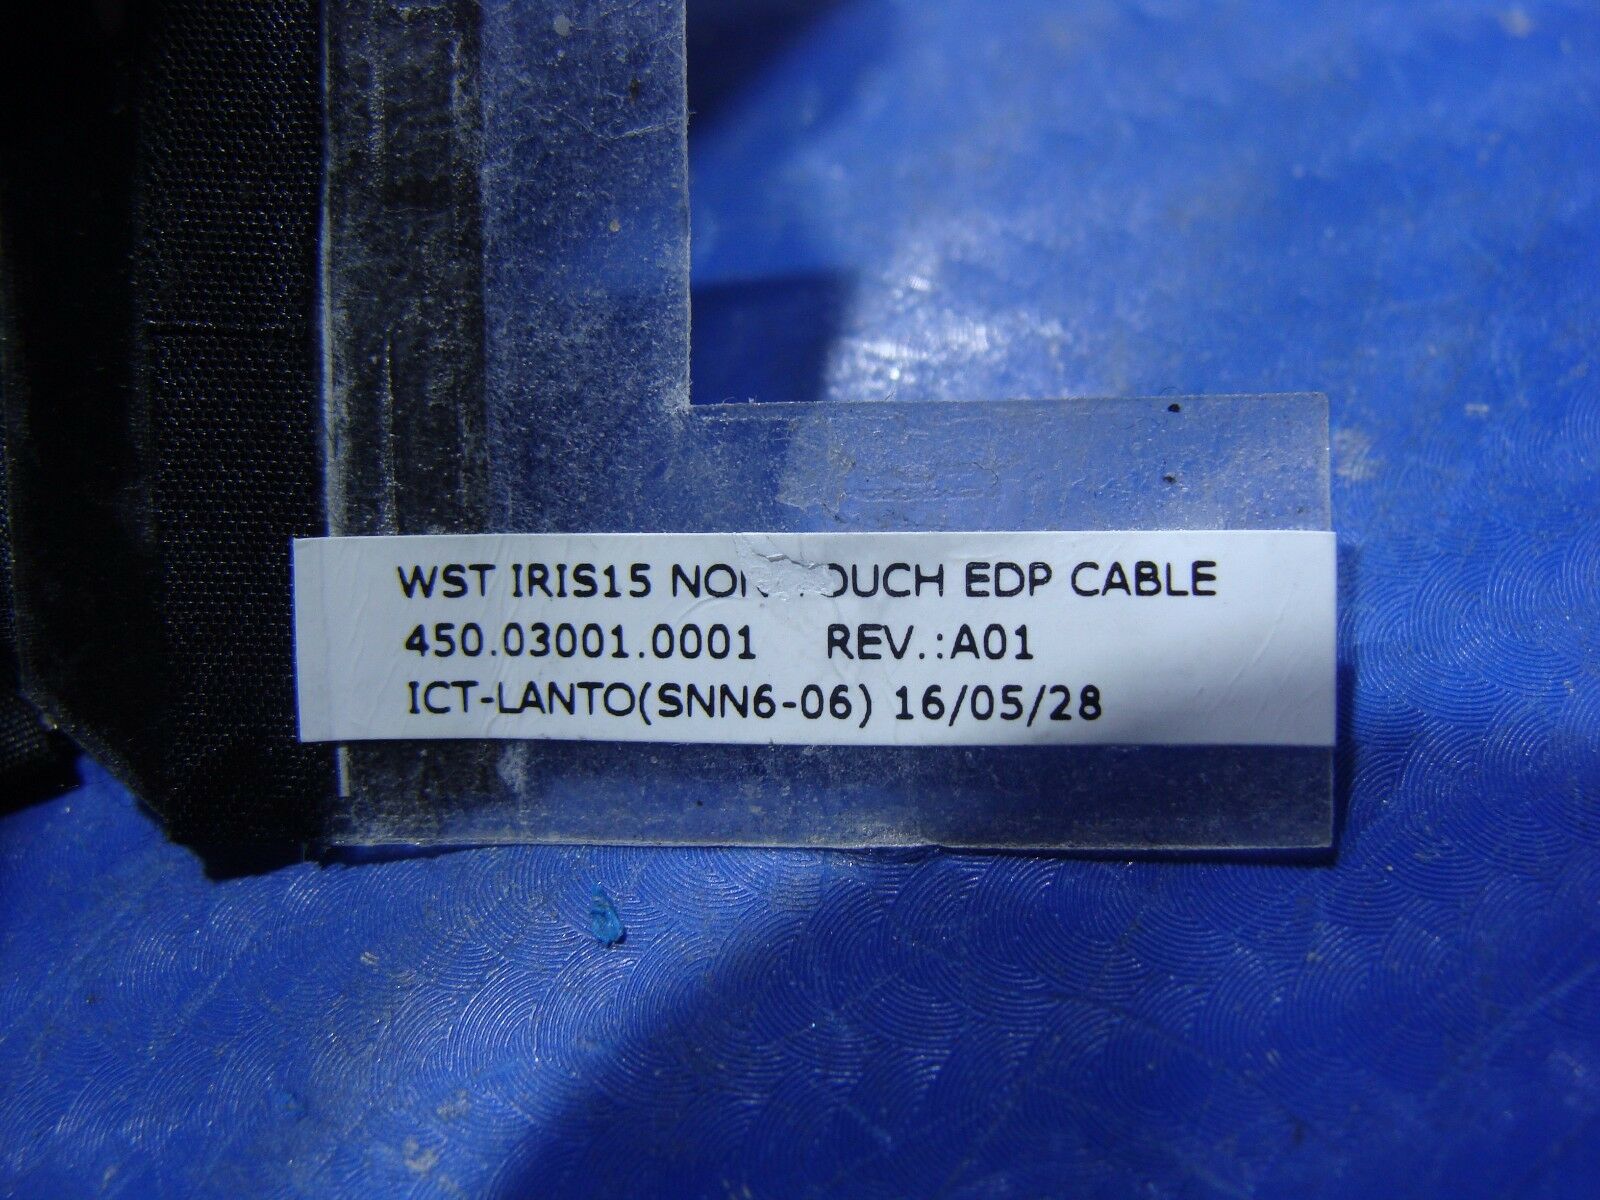 WST IRIS15 EDP CABLE
450.03001.0001 REV.:A01
ICT-LANTO(SNN6-06) 16/05/28